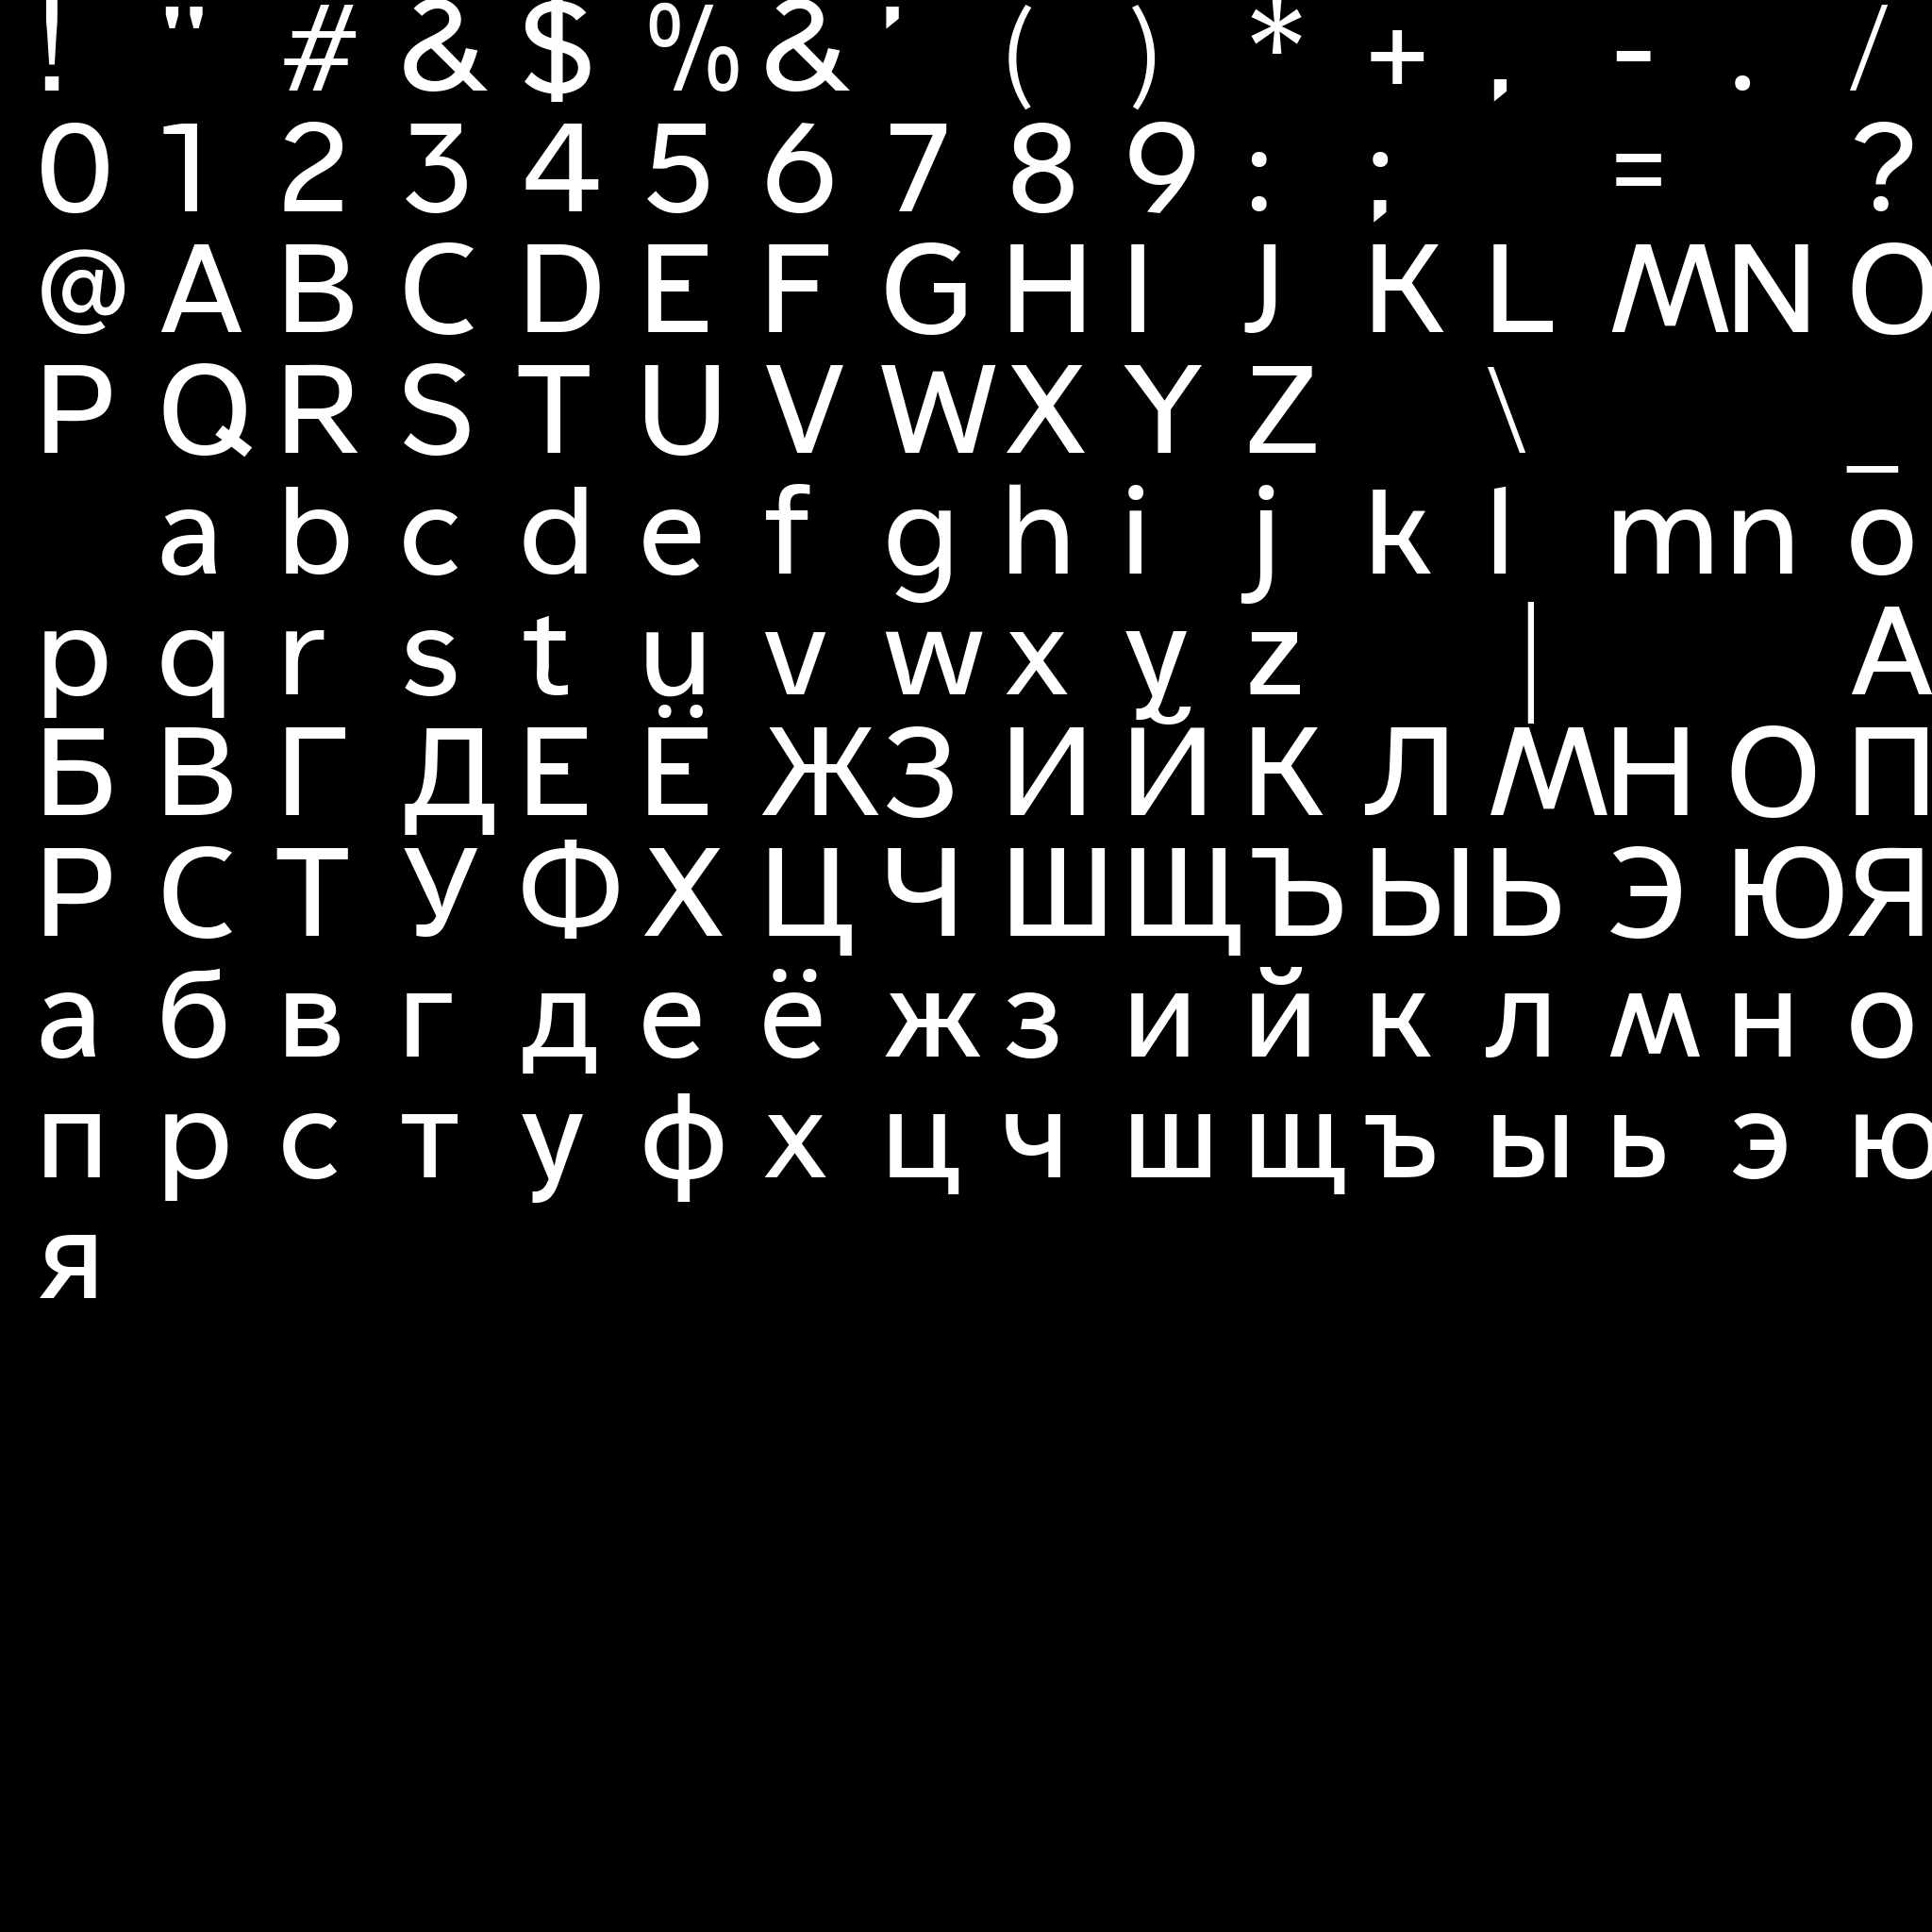 ! " # & $ % & ' ( ) * + , - . /
0 1 2 3 4 5 6 7 8 9 : ; = ?
@ A B C D E F G H I J K L M N O
P Q R S T U V W X Y Z \ _
a b c d e f g h i j k l m n o
p q r s t u v w x y z | А
Б В Г Д Е Ё Ж З И Й К Л М Н О П
Р С Т У Ф Х Ц Ч Ш Щ Ъ Ы Ь Э Ю Я
а б в г д е ё ж з и й к л м н о
п р с т у ф х ц ч ш щ ъ ы ь э ю
я